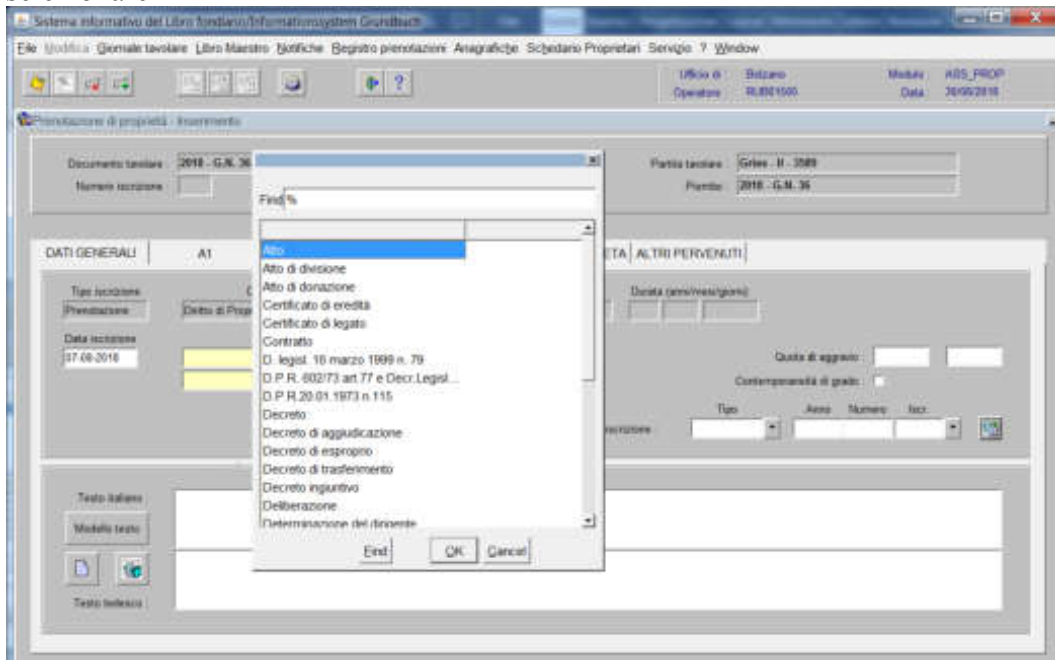 Sistema informativo del Libro fondiario/Informationssystem Grundbuch
File Modifica Giornale tavolare Libro Maestro Notifiche Registro prenotazioni Anagrafiche Schedario Proprietari Servizio ? Window
Ufficio di Bolzano Modulo
Operatore Data
Prenotazione di proprietà - Inserimento
Documento tavolare 2018 - G.N. 36 Partita tavolare Gries - II - 3589
Numero iscrizione Piombo 2018 - G.N. 36
Find %
DATI GENERALI A1 ETA ALTRI PERVENUTI
Atto
Atto di divisione
Atto di donazione
Certificato di eredità
Certificato di legato
Contratto
D. legisl. 18 marzo 1999 n. 79
D.P.R. 602/73 art 77 e Decr.Legisl...
D.P.R.20.01.1973 n.115
Decreto
Decreto di aggiudicazione
Decreto di esproprio
Decreto di trasferimento
Decreto ingiuntivo
Deliberazione
Determinazione del dirigente
Tipo iscrizione Durata (anni/mesi/giorni)
Prenotazione Diritto di Prop
Data iscrizione
07-08-2018
Quota di aggravio
Contemporaneità di grado
Tipo Anno Numero Iscr.
Find OK Cancel
Testo italiano
Modello testo
Testo tedesco